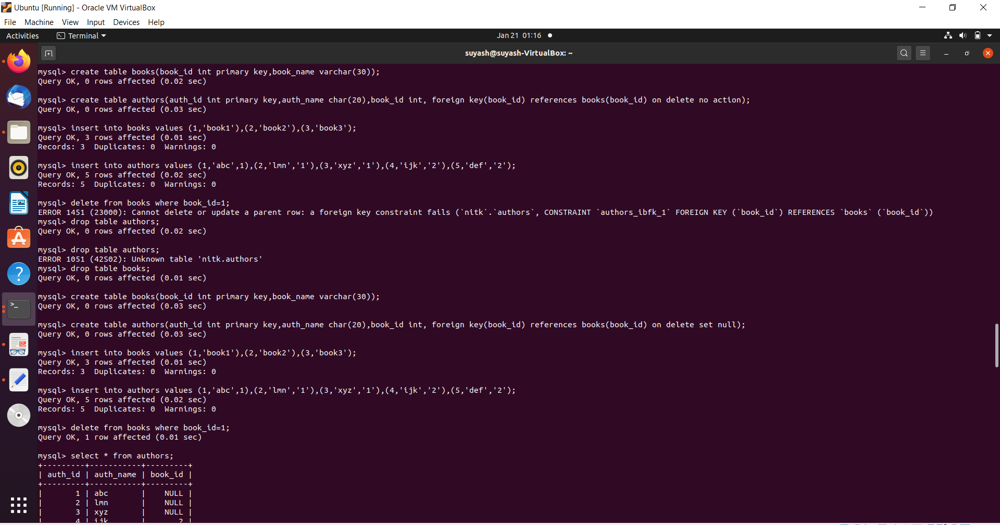 Ubuntu [Running] - Oracle VM VirtualBox
File Machine View Input Devices Help
Activities Terminal Jan 21 01:16
suyash@suyash-VirtualBox: ~
mysql> create table books(book_id int primary key,book_name varchar(30));
Query OK, 0 rows affected (0.02 sec)
mysql> create table authors(auth_id int primary key,auth_name char(20),book_id int, foreign key(book_id) references books(book_id) on delete no action);
Query OK, 0 rows affected (0.03 sec)
mysql> insert into books values (1,'book1'),(2,'book2'),(3,'book3');
Query OK, 3 rows affected (0.01 sec)
Records: 3  Duplicates: 0  Warnings: 0
mysql> insert into authors values (1,'abc',1),(2,'lmn','1'),(3,'xyz','1'),(4,'ijk','2'),(5,'def','2');
Query OK, 5 rows affected (0.02 sec)
Records: 5  Duplicates: 0  Warnings: 0
mysql> delete from books where book_id=1;
ERROR 1451 (23000): Cannot delete or update a parent row: a foreign key constraint fails (`nitk`.`authors`, CONSTRAINT `authors_ibfk_1` FOREIGN KEY (`book_id`) REFERENCES `books` (`book_id`))
mysql> drop table authors;
Query OK, 0 rows affected (0.02 sec)
mysql> drop table authors;
ERROR 1051 (42S02): Unknown table 'nitk.authors'
mysql> drop table books;
Query OK, 0 rows affected (0.01 sec)
mysql> create table books(book_id int primary key,book_name varchar(30));
Query OK, 0 rows affected (0.03 sec)
mysql> create table authors(auth_id int primary key,auth_name char(20),book_id int, foreign key(book_id) references books(book_id) on delete set null);
Query OK, 0 rows affected (0.03 sec)
mysql> insert into books values (1,'book1'),(2,'book2'),(3,'book3');
Query OK, 3 rows affected (0.01 sec)
Records: 3  Duplicates: 0  Warnings: 0
mysql> insert into authors values (1,'abc',1),(2,'lmn','1'),(3,'xyz','1'),(4,'ijk','2'),(5,'def','2');
Query OK, 5 rows affected (0.02 sec)
Records: 5  Duplicates: 0  Warnings: 0
mysql> delete from books where book_id=1;
Query OK, 1 row affected (0.01 sec)
mysql> select * from authors;
+---------+-----------+---------+
| auth_id | auth_name | book_id |
+---------+-----------+---------+
|       1 | abc       |    NULL |
|       2 | lmn       |    NULL |
|       3 | xyz       |    NULL |
|       4 | ijk       |       2 |